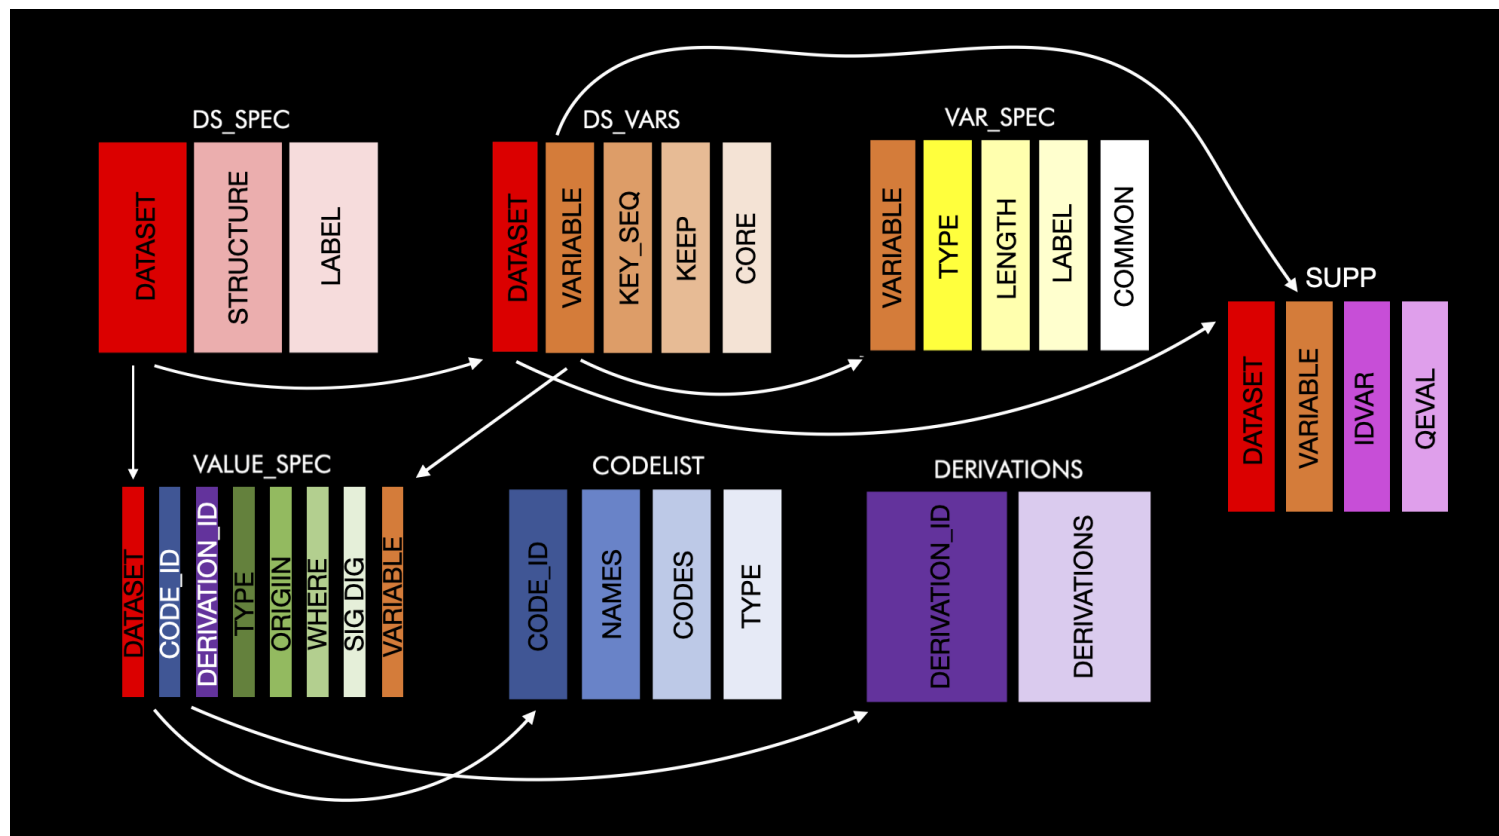 DS_SPEC
DATASET
STRUCTURE
LABEL
DS_VARS
DATASET
VARIABLE
KEY_SEQ
KEEP
CORE
VAR_SPEC
VARIABLE
TYPE
LENGTH
LABEL
COMMON
SUPP
DATASET
VARIABLE
IDVAR
QEVAL
VALUE_SPEC
DATASET
CODE_ID
DERIVATION_ID
TYPE
ORIGIIN
WHERE
SIG DIG
VARIABLE
CODELIST
CODE_ID
NAMES
CODES
TYPE
DERIVATIONS
DERIVATION_ID
DERIVATIONS